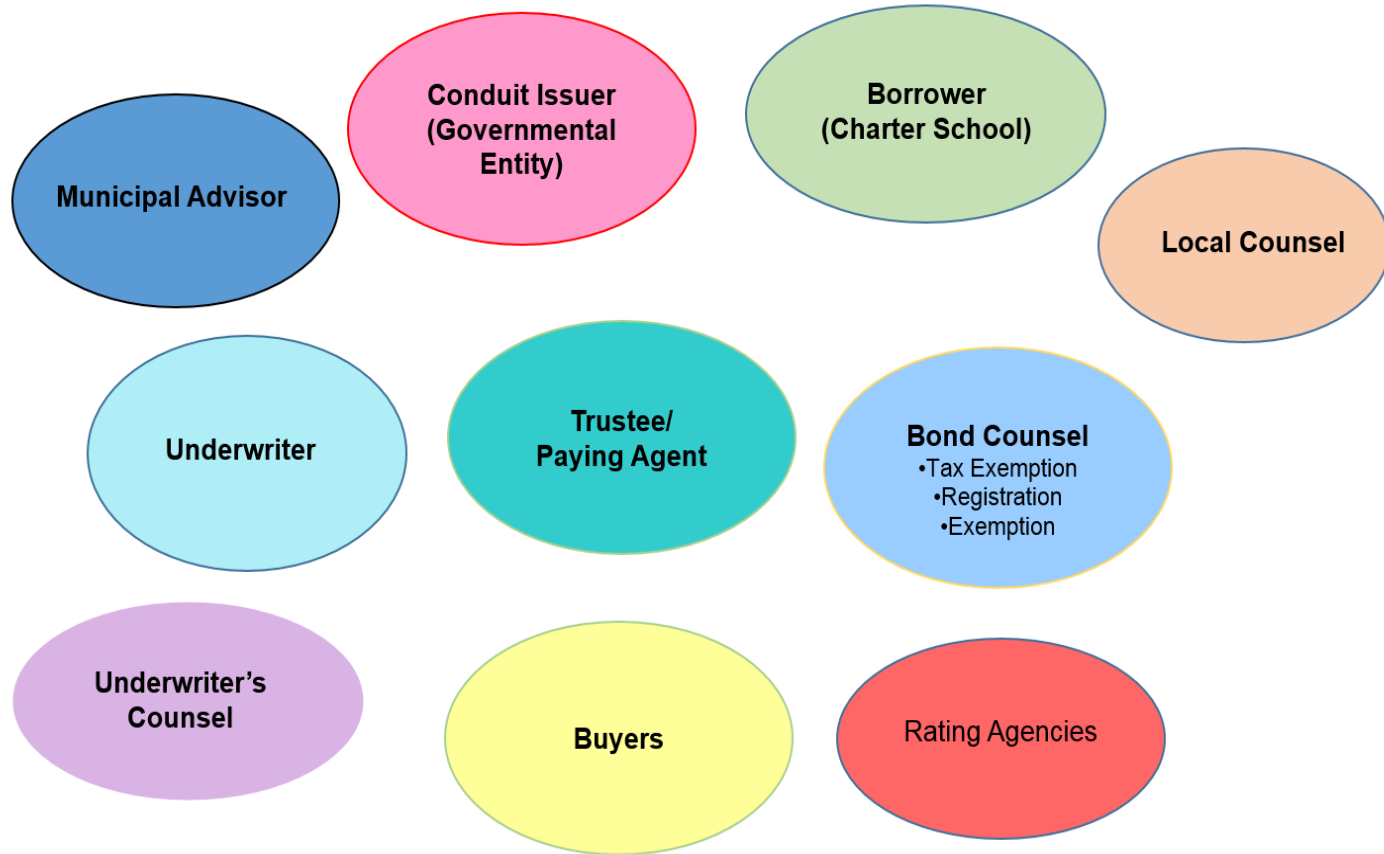 Municipal Advisor
Conduit Issuer
(Governmental
Entity)
Borrower
(Charter School)
Local Counsel
Underwriter
Trustee/
Paying Agent
Bond Counsel
•Tax Exemption
•Registration
•Exemption
Underwriter’s
Counsel
Buyers
Rating Agencies